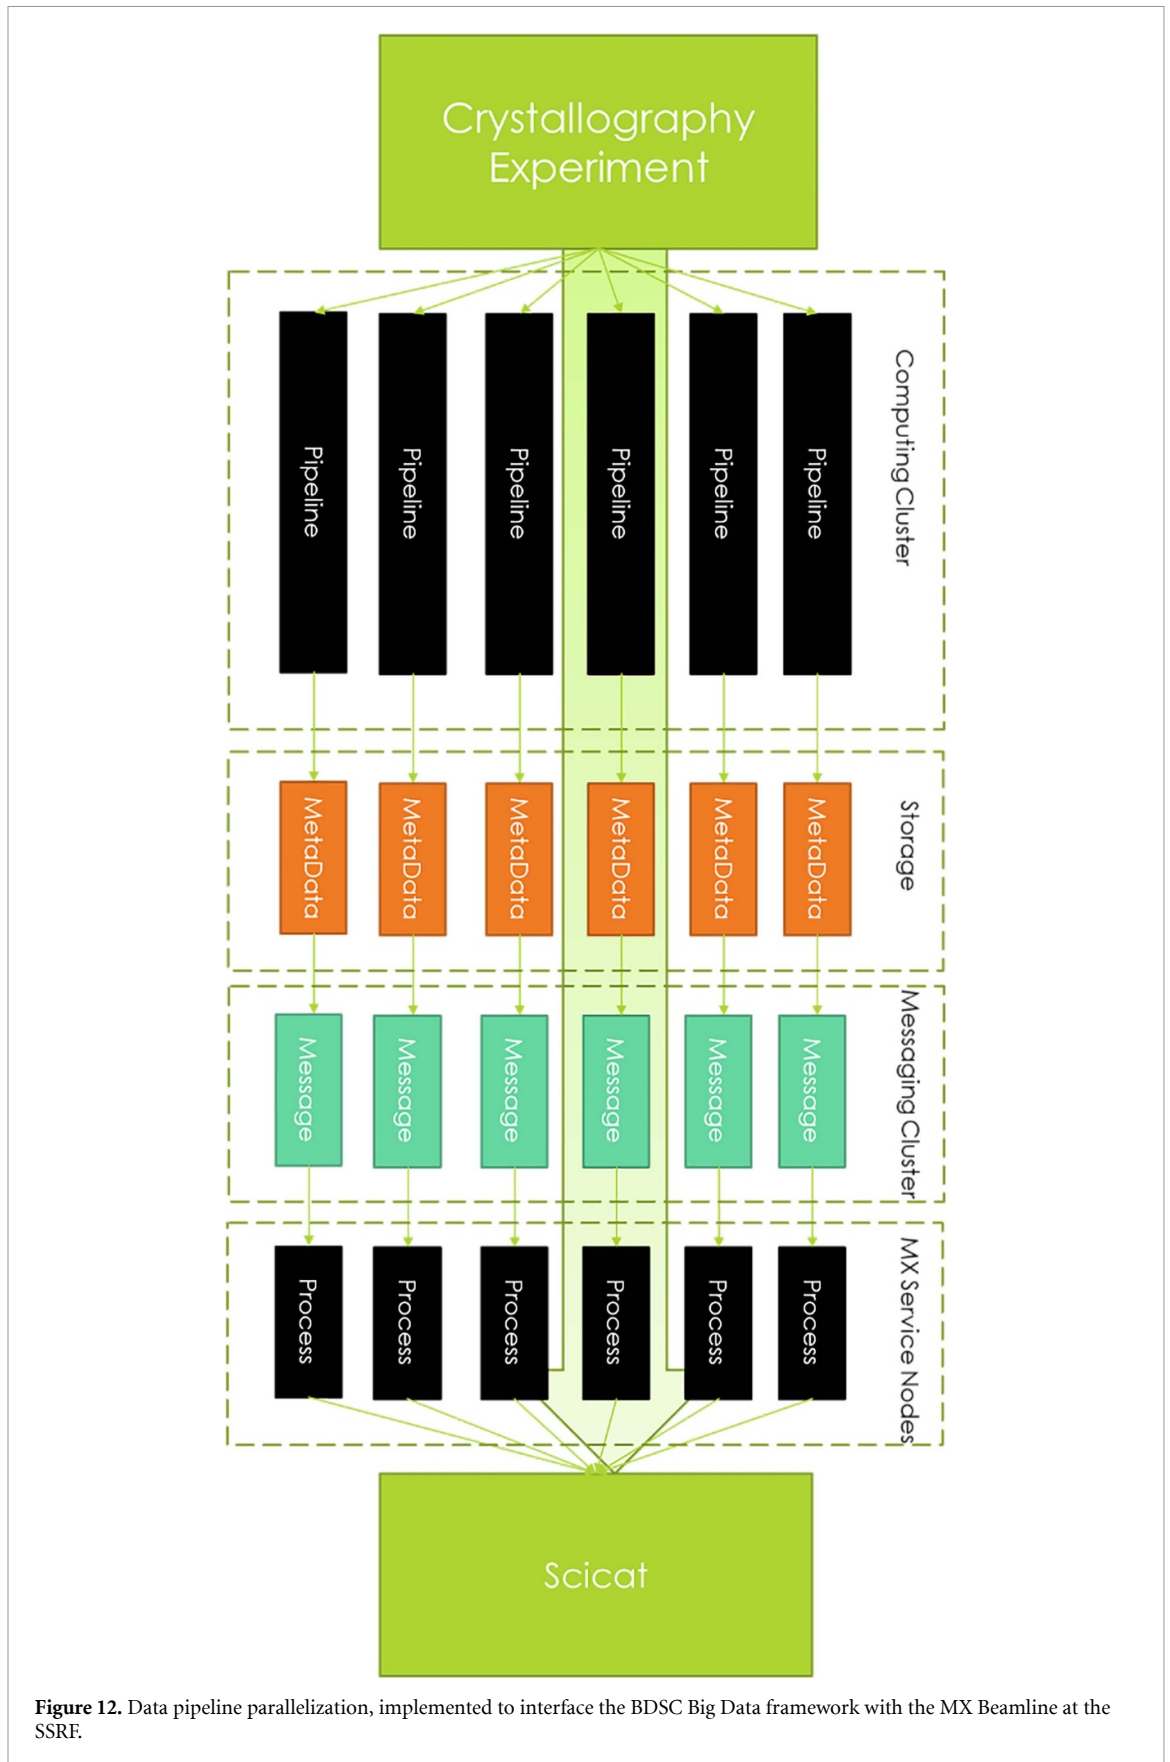 Crystallography
Experiment
Pipeline
Pipeline
Pipeline
Pipeline
Pipeline
Pipeline
Computing Cluster
MetaData
MetaData
MetaData
MetaData
MetaData
MetaData
Storage
Message
Message
Message
Message
Message
Message
Messaging Cluster
Process
Process
Process
Process
Process
Process
MX Service Nodes
Scicat
Figure 12. Data pipeline parallelization, implemented to interface the BDSC Big Data framework with the MX Beamline at the
SSRF.